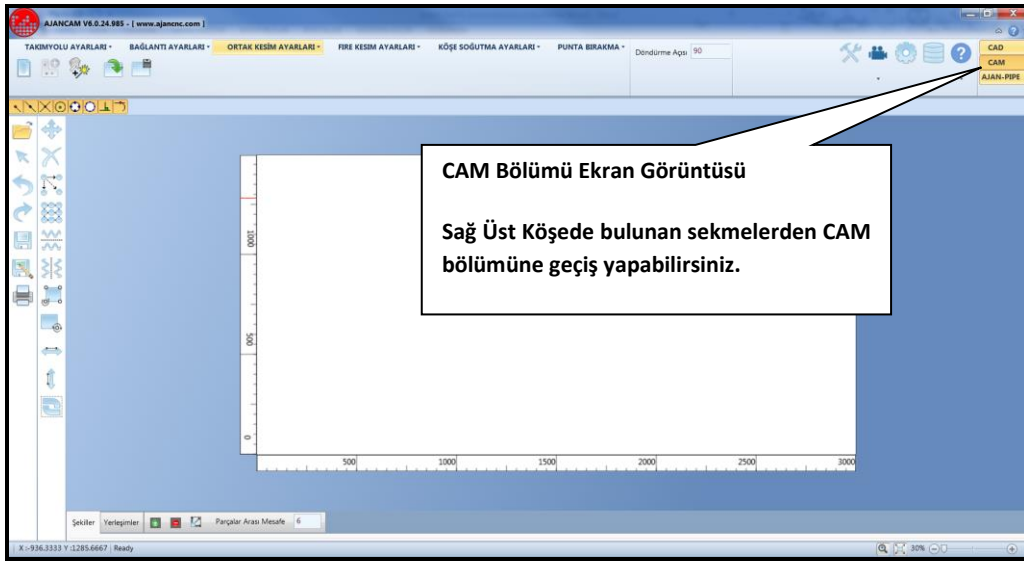 AJANCAM V6.0.24.985 - [ www.ajancnc.com ]
TAKIMYOLU AYARLARI
BAĞLANTI AYARLARI
ORTAK KESİM AYARLARI
FIRE KESIM AYARLARI
KÖŞE SOĞUTMA AYARLARI
PUNTA BIRAKMA
Döndürme Açısı 90
CAD
CAM
AJAN-PIPE
CAM Bölümü Ekran Görüntüsü
Sağ Üst Köşede bulunan sekmelerden CAM
bölümüne geçiş yapabilirsiniz.
1000
500
0
500
1000
1500
2000
2500
3000
Şekiller Yerleşimler Parçalar Arası Mesafe 6
X:-936.3333 Y :1285.6667 Ready
30%